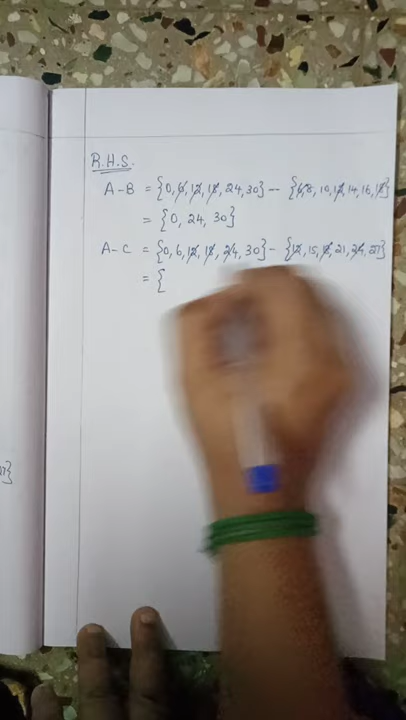 R.H.S.
A-B = {0,6,12,18,24,30} - {6,8,10,12,14,16,18}
= {0, 24, 30}
A-C = {0,6,12,18,24,30} - {12,15,18,21,24,27}
= {
}